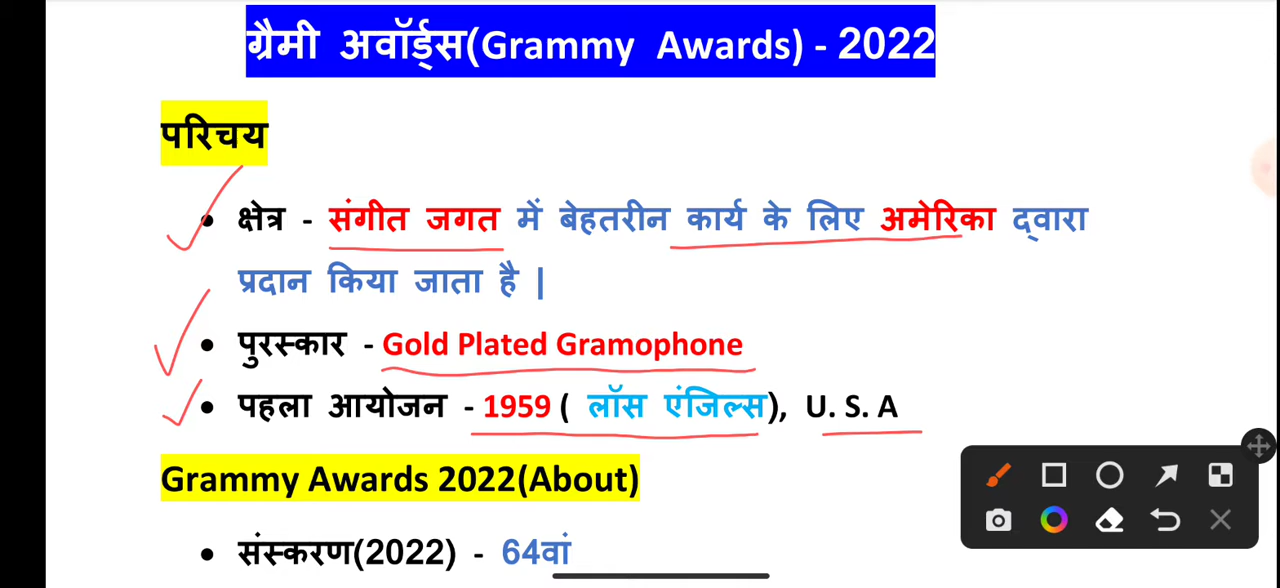 ग्रैमी अवॉर्ड्स(Grammy Awards) - 2022
परिचय
• क्षेत्र - संगीत जगत में बेहतरीन कार्य के लिए अमेरिका द्वारा
प्रदान किया जाता है |
• पुरस्कार - Gold Plated Gramophone
• पहला आयोजन - 1959 ( लॉस एंजिल्स), U. S. A
Grammy Awards 2022(About)
• संस्करण(2022) - 64वां